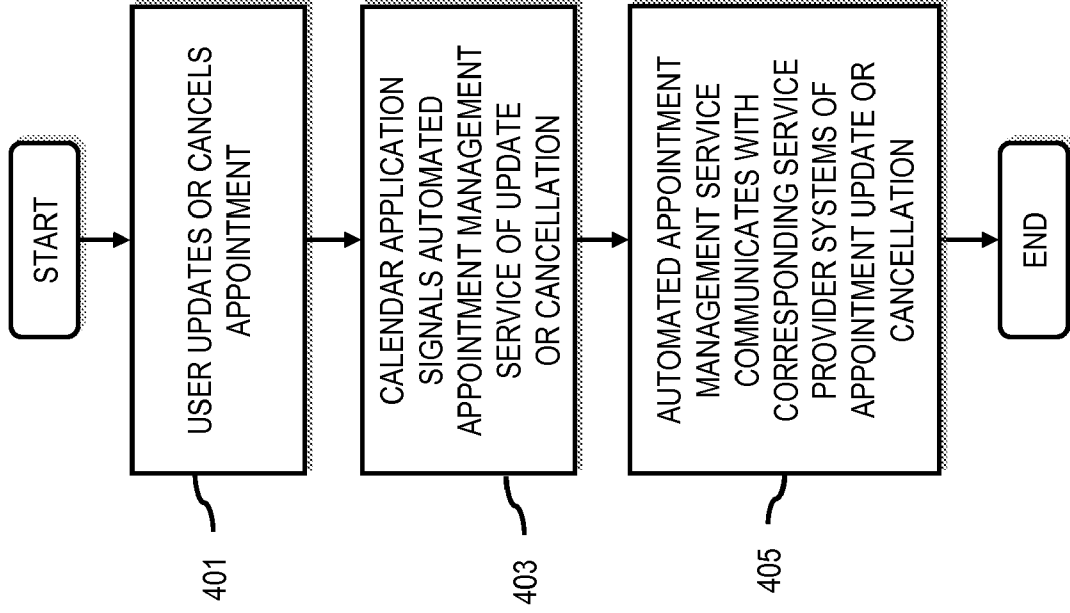 START
USER UPDATES OR CANCELS
APPOINTMENT
401
CALENDAR APPLICATION
SIGNALS AUTOMATED
APPOINTMENT MANAGEMENT
SERVICE OF UPDATE
OR CANCELLATION
403
AUTOMATED APPOINTMENT
MANAGEMENT SERVICE
COMMUNICATES WITH
CORRESPONDING SERVICE
PROVIDER SYSTEMS OF
APPOINTMENT UPDATE OR
CANCELLATION
405
END